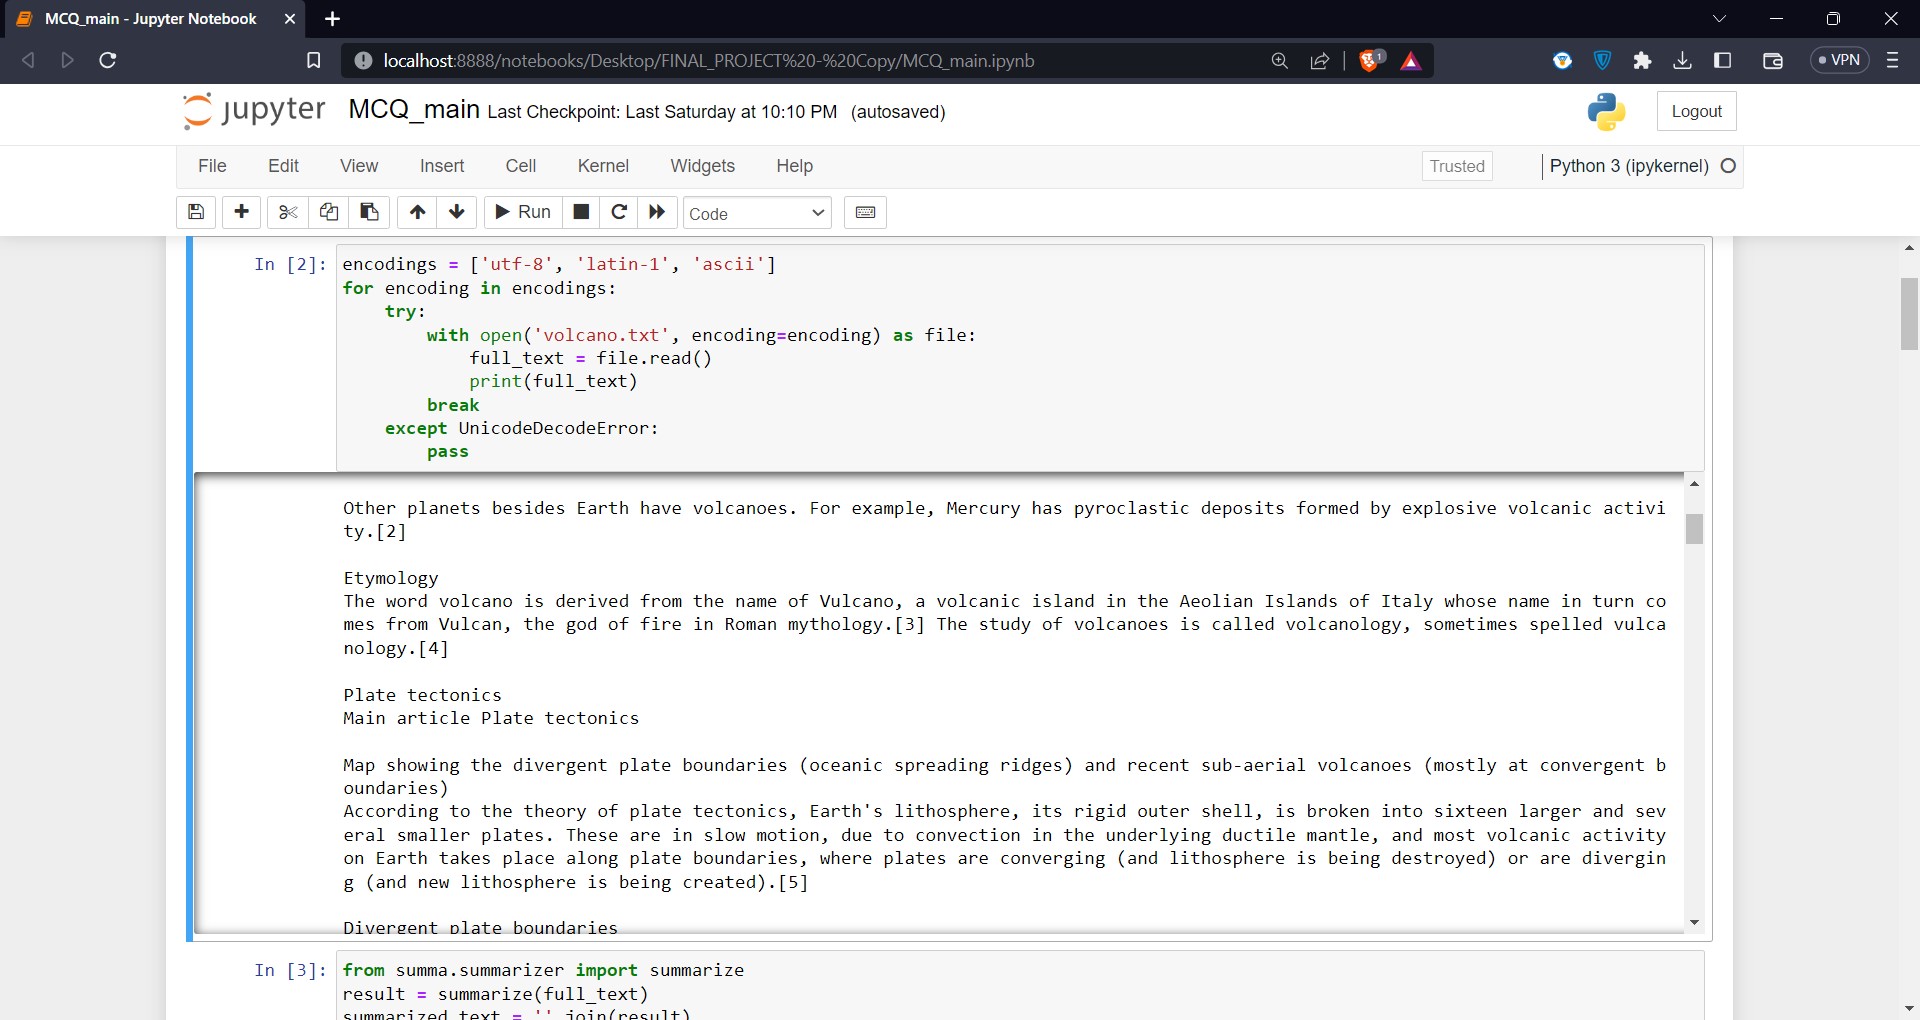 MCQ_main - Jupyter Notebook
localhost:8888/notebooks/Desktop/FINAL_PROJECT%20-%20Copy/MCQ_main.ipynb
1
VPN
jupyter MCQ_main Last Checkpoint: Last Saturday at 10:10 PM (autosaved)
Logout
File Edit View Insert Cell Kernel Widgets Help
Trusted
Python 3 (ipykernel)
Run
Code
In [2]: encodings = ['utf-8', 'latin-1', 'ascii']
for encoding in encodings:
    try:
        with open('volcano.txt', encoding=encoding) as file:
            full_text = file.read()
            print(full_text)
        break
    except UnicodeDecodeError:
        pass
Other planets besides Earth have volcanoes. For example, Mercury has pyroclastic deposits formed by explosive volcanic activi
ty.[2]
Etymology
The word volcano is derived from the name of Vulcano, a volcanic island in the Aeolian Islands of Italy whose name in turn co
mes from Vulcan, the god of fire in Roman mythology.[3] The study of volcanoes is called volcanology, sometimes spelled vulca
nology.[4]
Plate tectonics
Main article Plate tectonics
Map showing the divergent plate boundaries (oceanic spreading ridges) and recent sub-aerial volcanoes (mostly at convergent b
oundaries)
According to the theory of plate tectonics, Earth's lithosphere, its rigid outer shell, is broken into sixteen larger and sev
eral smaller plates. These are in slow motion, due to convection in the underlying ductile mantle, and most volcanic activity
on Earth takes place along plate boundaries, where plates are converging (and lithosphere is being destroyed) or are divergin
g (and new lithosphere is being created).[5]
Divergent plate boundaries
In [3]: from summa.summarizer import summarize
result = summarize(full_text)
summarized_text = ''.join(result)